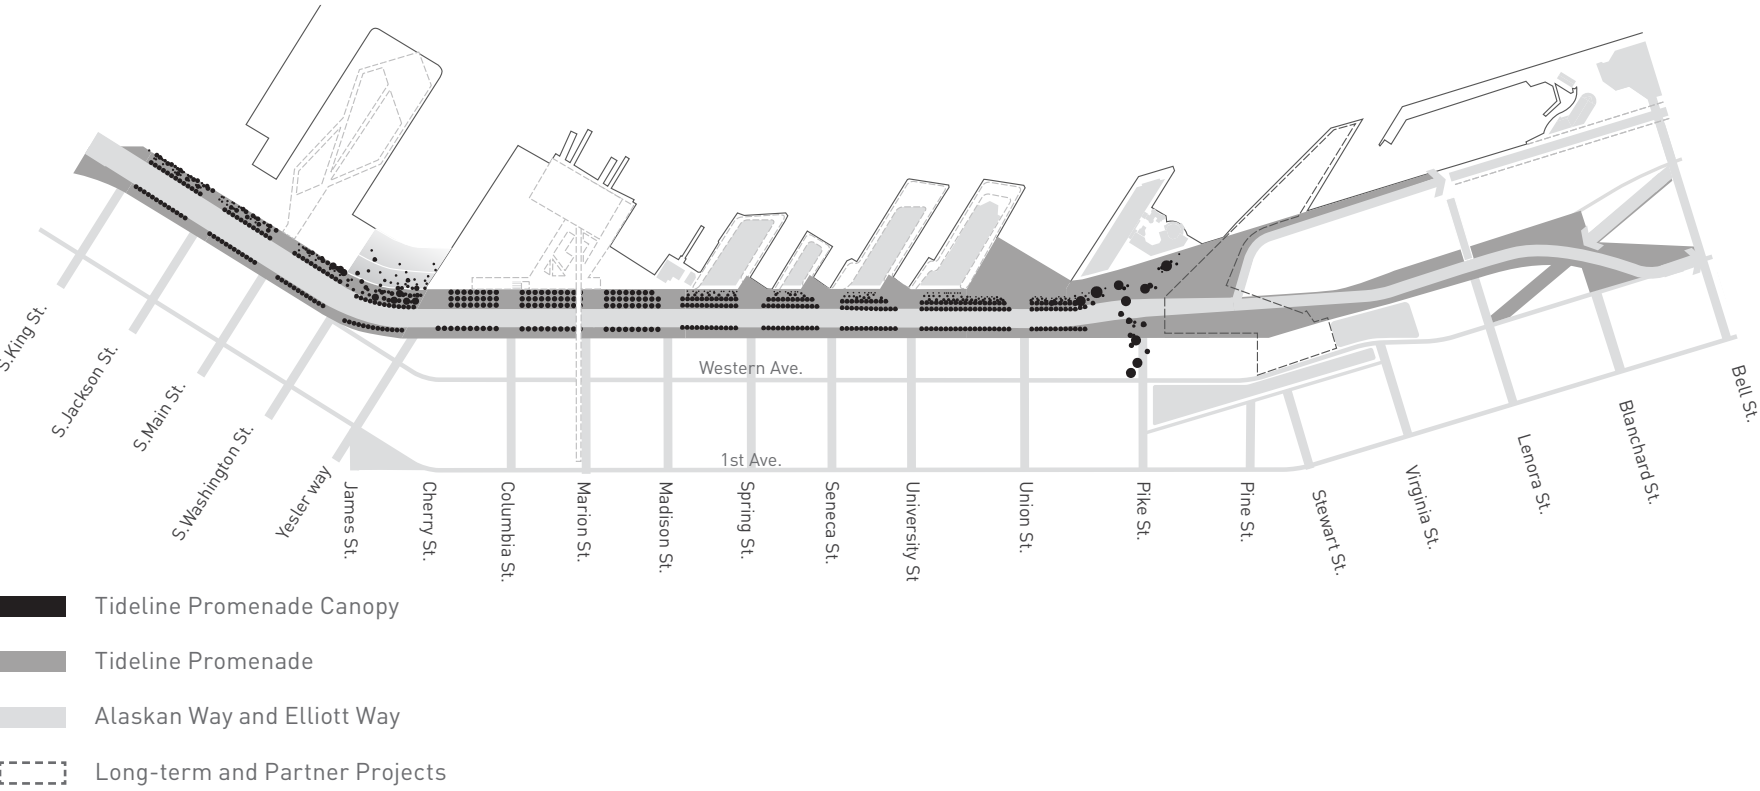 Western Ave.
1st Ave.
S.King St.
S.Jackson St.
S.Main St.
S.Washington St.
Yesler way
James St.
Cherry St.
Columbia St.
Marion St.
Madison St.
Spring St.
Seneca St.
University St
Union St.
Pike St.
Pine St.
Stewart St.
Virginia St.
Lenora St.
Blanchard St.
Bell St.
Tideline Promenade Canopy
Tideline Promenade
Alaskan Way and Elliott Way
Long-term and Partner Projects